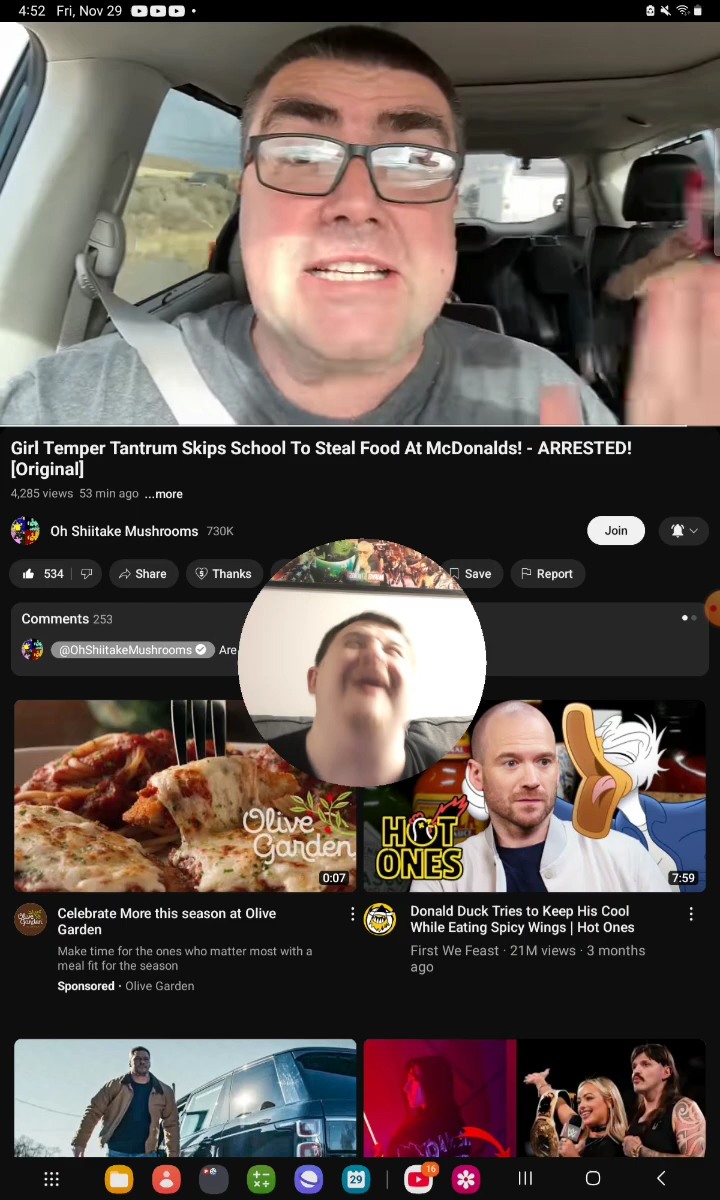 4:52 Fri, Nov 29
Girl Temper Tantrum Skips School To Steal Food At McDonalds! - ARRESTED!
[Original]
4,285 views 53 min ago ...more
Oh Shiitake Mushrooms 730K
Join
534
Share
Thanks
Save
Report
Comments 253
@OhShiitakeMushrooms Are
Olive
Garden
0:07
HOT
ONES
7:59
Celebrate More this season at Olive
Garden
Make time for the ones who matter most with a
meal fit for the season
Sponsored · Olive Garden
Donald Duck Tries to Keep His Cool
While Eating Spicy Wings | Hot Ones
First We Feast · 21M views · 3 months
ago
29
16